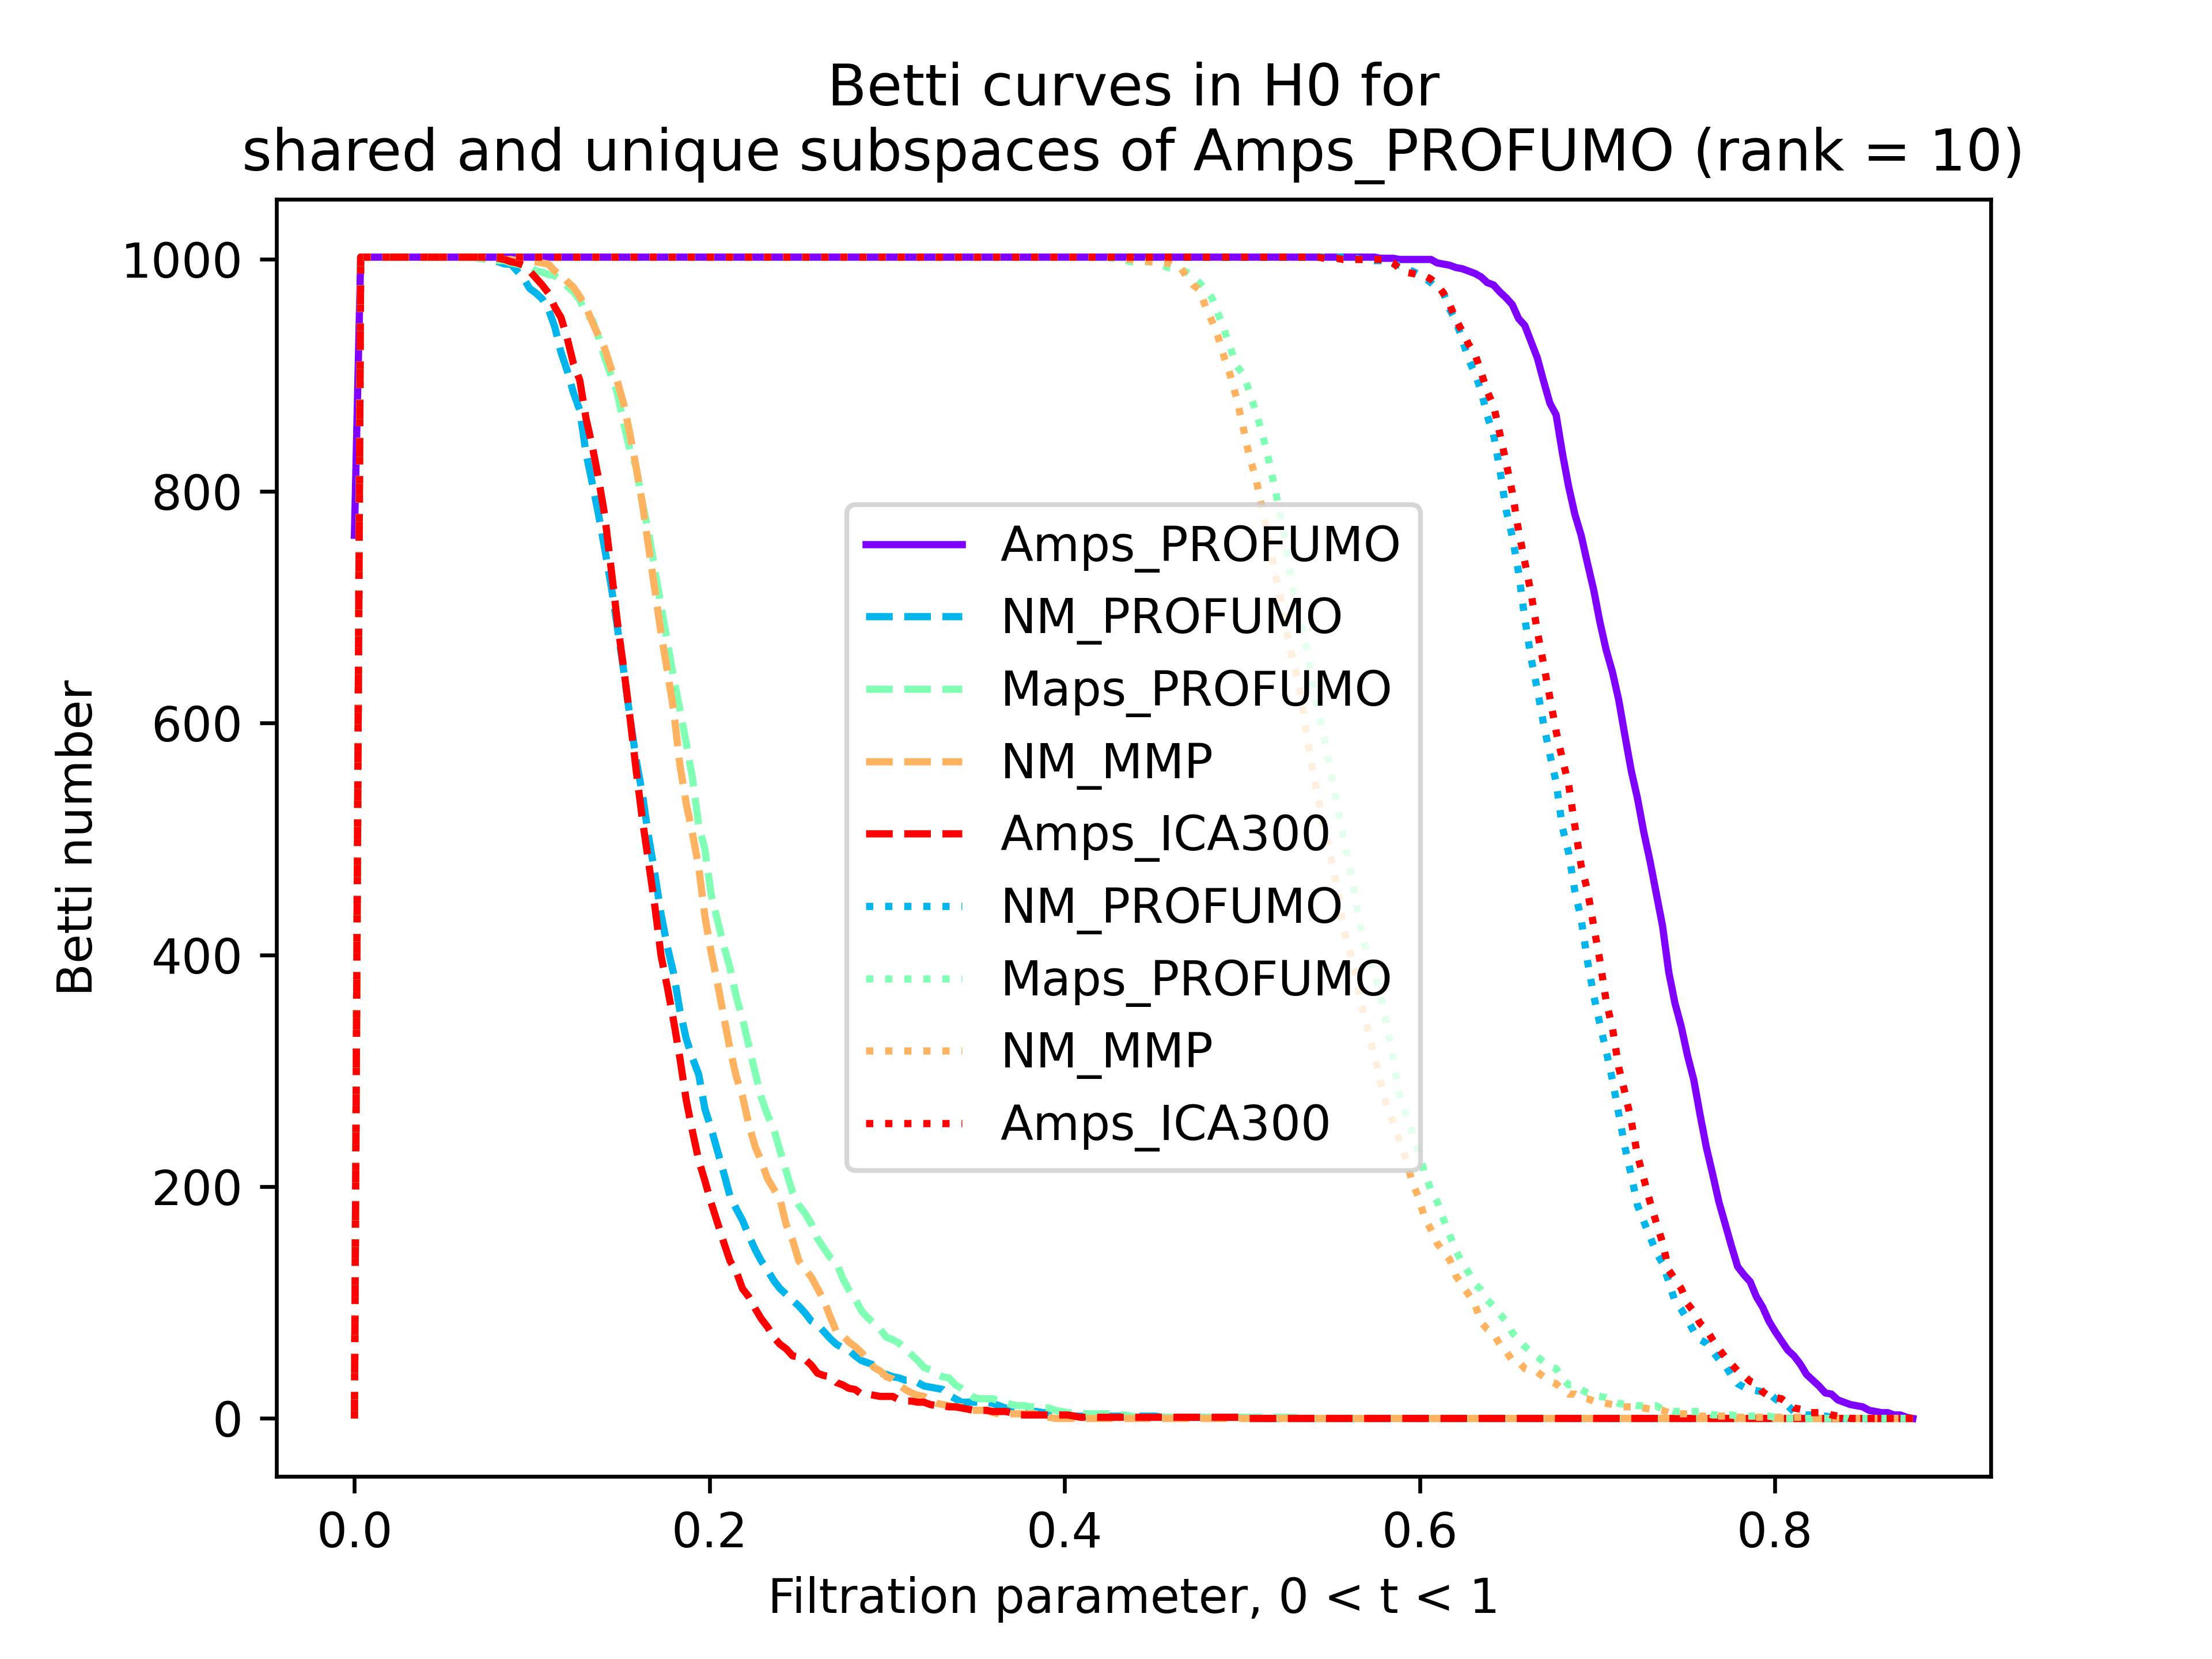 Betti curves in H0 for
shared and unique subspaces of Amps_PROFUMO (rank = 10)
1000
800
600
400
200
0
Betti number
Amps_PROFUMO
NM_PROFUMO
Maps_PROFUMO
NM_MMP
Amps_ICA300
NM_PROFUMO
Maps_PROFUMO
NM_MMP
Amps_ICA300
0.0 0.2 0.4 0.6 0.8
Filtration parameter, 0 < t < 1